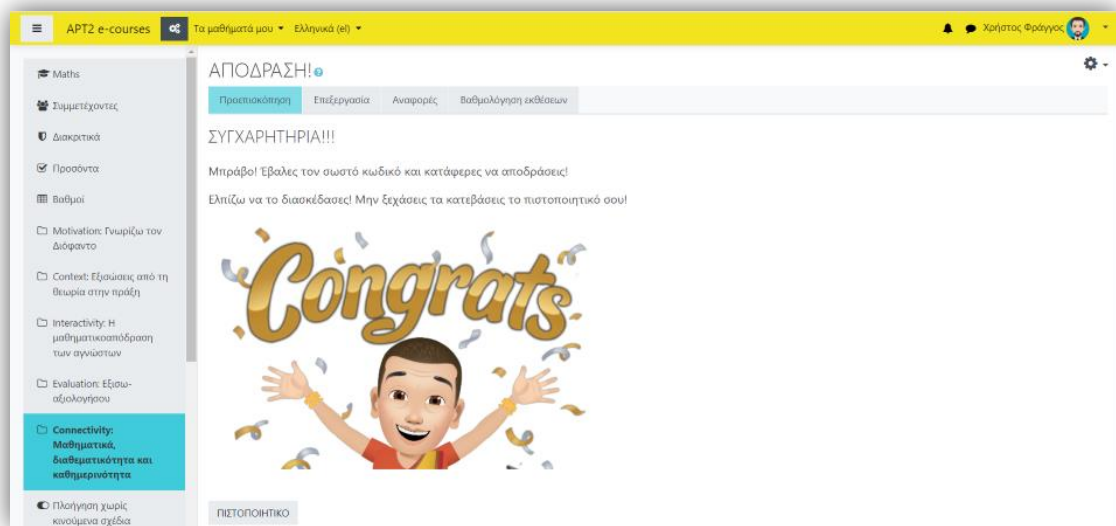 APT2 e-courses
Τα μαθήματά μου
Ελληνικά (el)
Χρήστος Φράγγος
Maths
Συμμετέχοντες
Διακριτικά
Προσόντα
Βαθμοί
Motivation: Γνωρίζω τον
Διόφαντο
Context: Εξισώσεις από τη
θεωρία στην πράξη
Interactivity: Η
μαθηματικοαπόδραση
των αγνώστων
Evaluation: Εξισω-
αξιολογήσου
Connectivity:
Μαθηματικά,
διαθεματικότητα και
καθημερινότητα
Πλοήγηση χωρίς
κινούμενα σχέδια
ΑΠΟΔΡΑΣΗ!
Προεπισκόπηση
Επεξεργασία
Αναφορές
Βαθμολόγηση εκθέσεων
ΣΥΓΧΑΡΗΤΗΡΙΑ!!!
Μπράβο! Έβαλες τον σωστό κωδικό και κατάφερες να αποδράσεις!
Ελπίζω να το διασκέδασες! Μην ξεχάσεις τα κατεβάσεις το πιστοποιητικό σου!
Congrats
ΠΙΣΤΟΠΟΙΗΤΙΚΟ